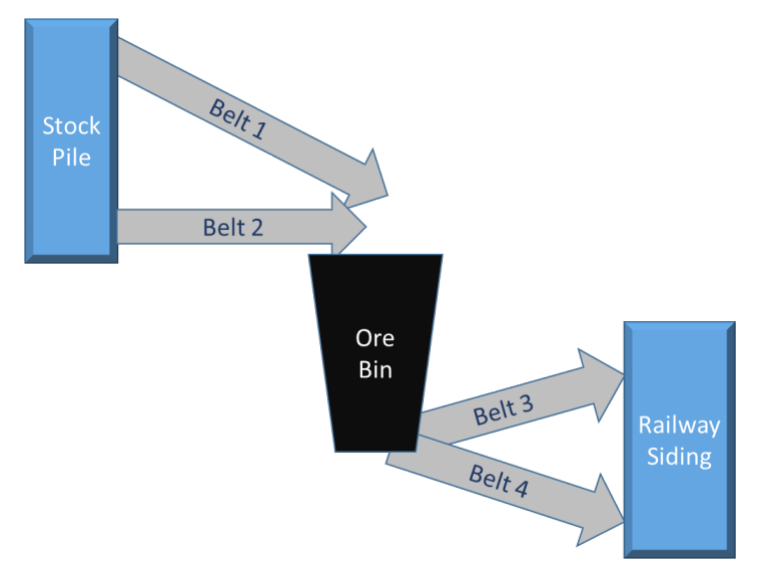 Stock
Pile
Belt 1
Belt 2
Ore
Bin
Belt 3
Belt 4
Railway
Siding